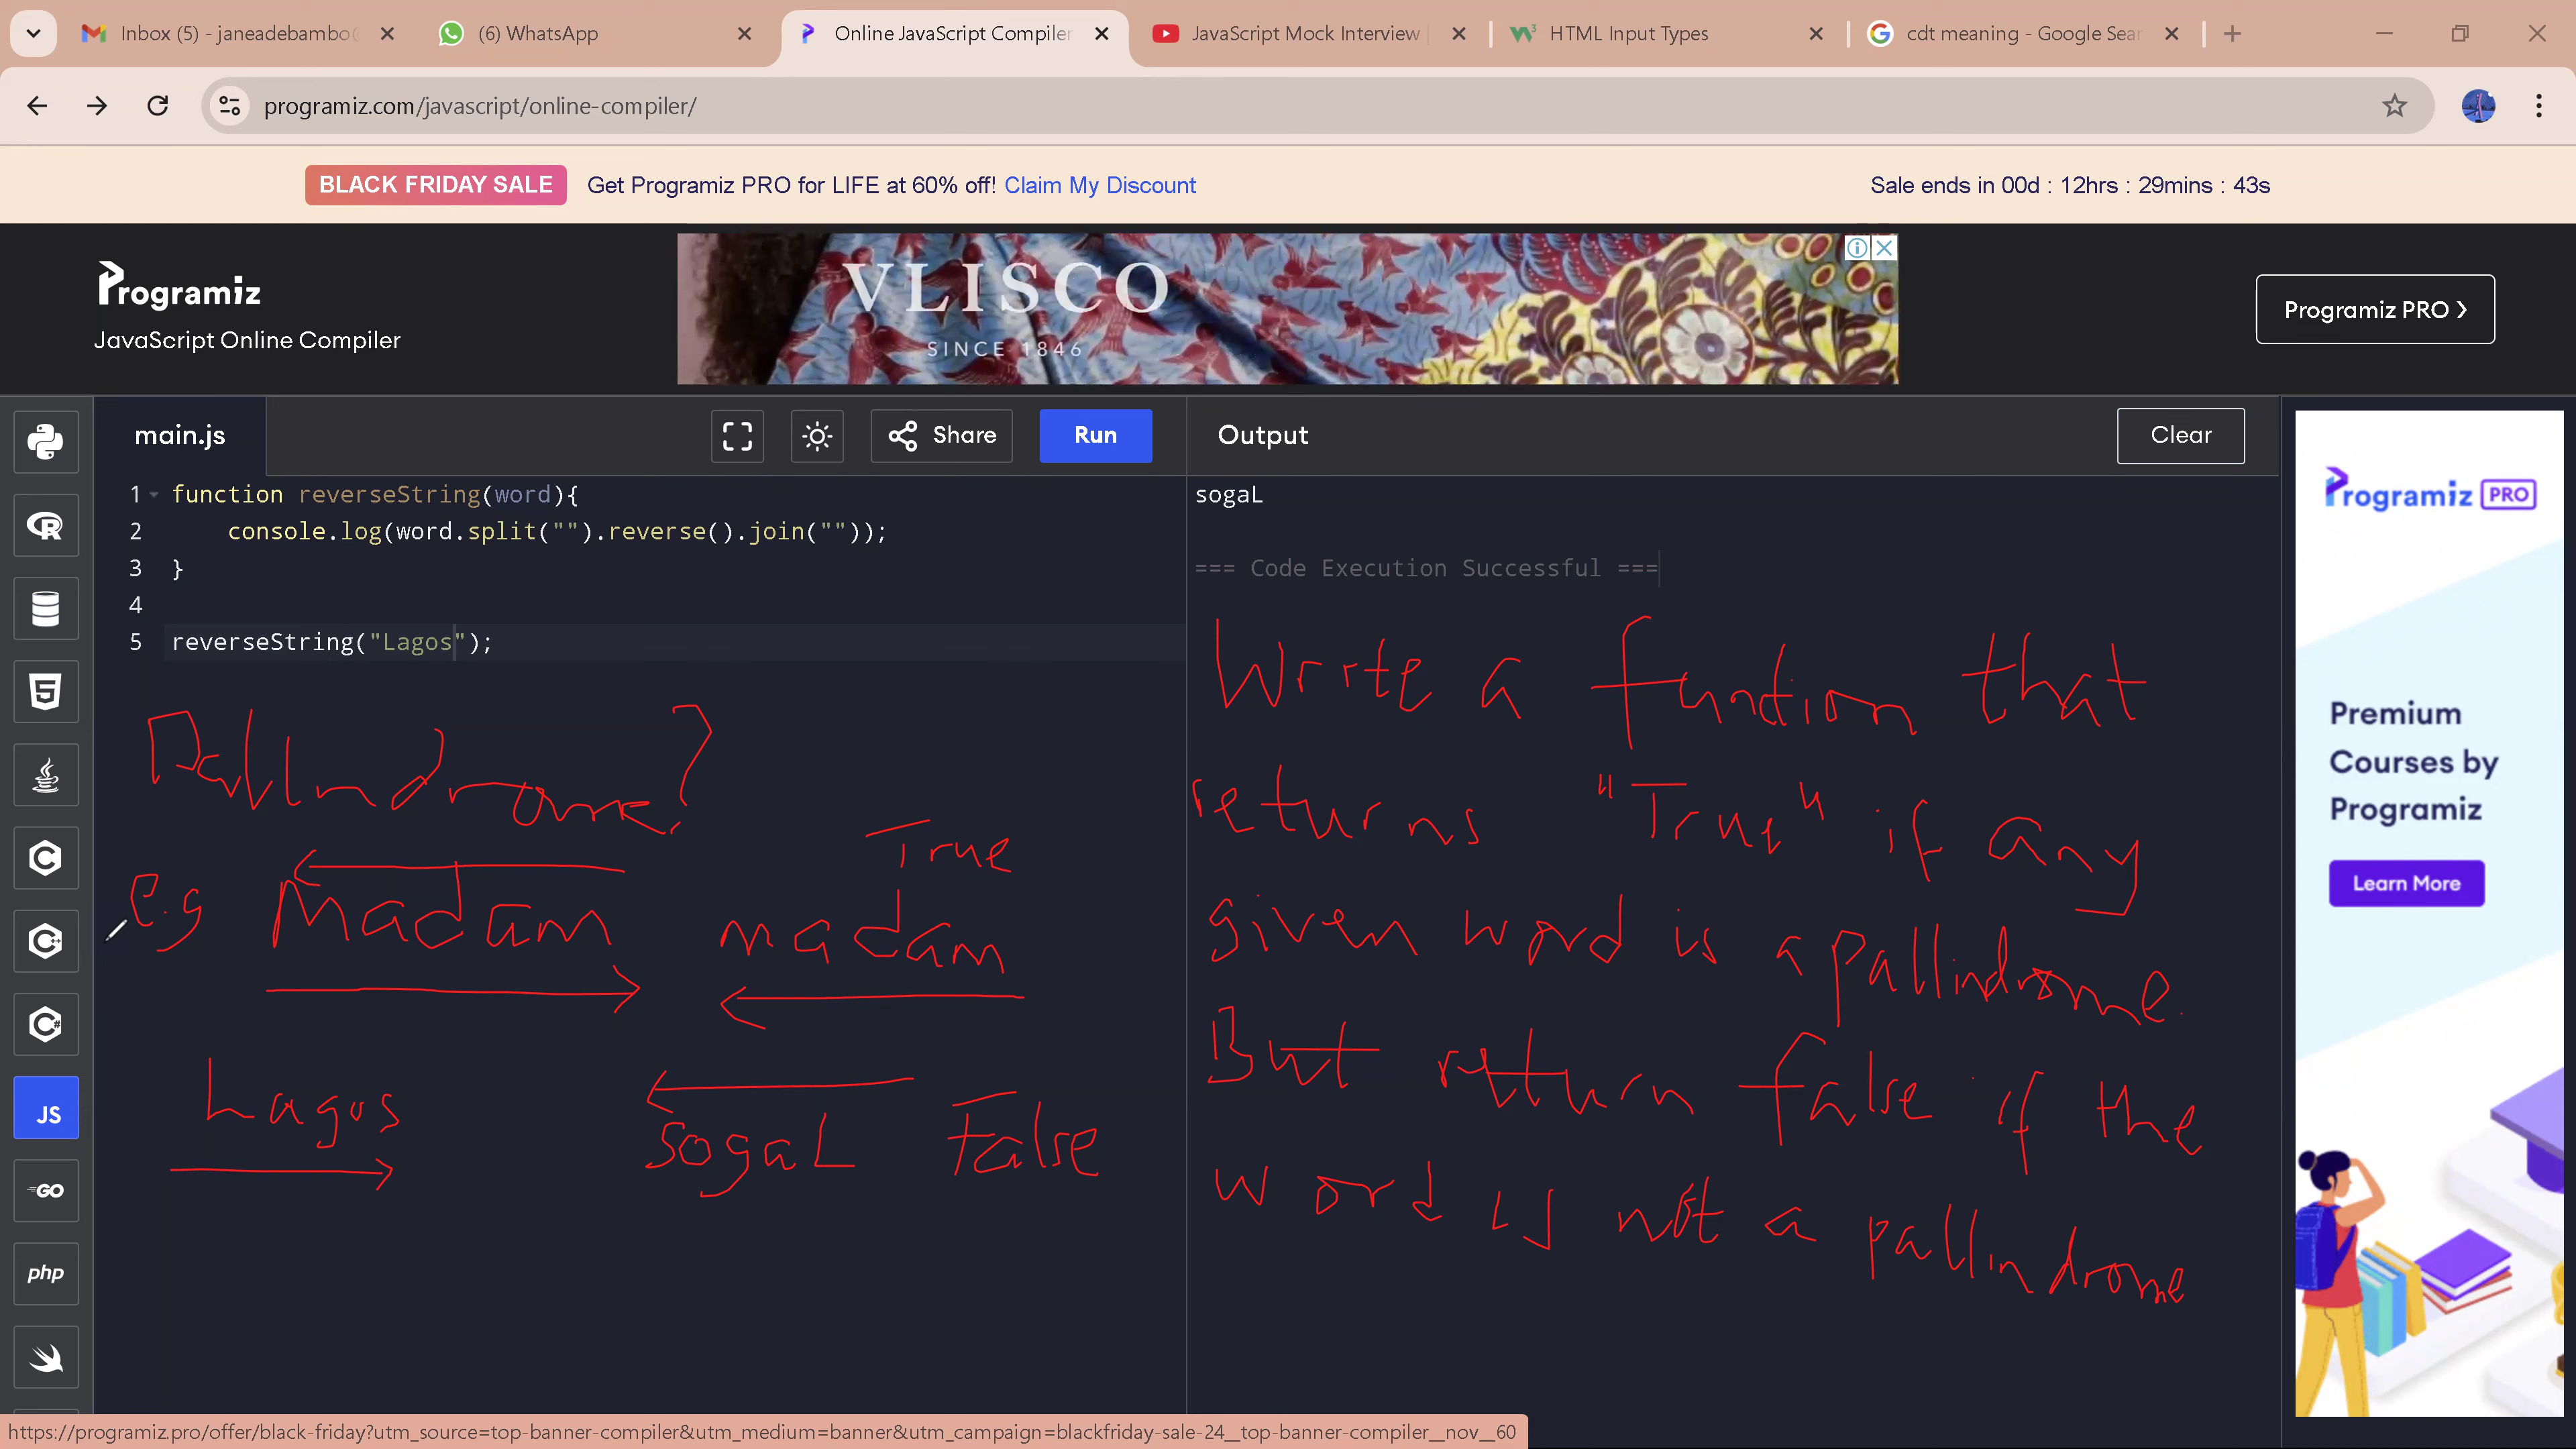 Inbox (5) - janeadebambo@
(6) WhatsApp
Online JavaScript Compiler
JavaScript Mock Interview |
HTML Input Types
cdt meaning - Google Sear
programiz.com/javascript/online-compiler/
BLACK FRIDAY SALE Get Programiz PRO for LIFE at 60% off! Claim My Discount Sale ends in 00d : 12hrs : 29mins : 43s
Programiz
JavaScript Online Compiler
VLISCO
SINCE 1846
Programiz PRO ›
main.js
Share
Run
Output
Clear
1 function reverseString(word){
2 console.log(word.split("").reverse().join(""));
3 }
4
5 reverseString("Lagos");
sogaL
=== Code Execution Successful ===
Pallindrome?
e.g Madam madam True
Lagos sogaL False
Write a function that
returns "True" if any
given word is a pallindrome.
But return false if the
word is not a pallindrome
R
5
C
C++
C#
JS
GO
php
Programiz PRO
Premium
Courses by
Programiz
Learn More
https://programiz.pro/offer/black-friday?utm_source=top-banner-compiler&utm_medium=banner&utm_campaign=blackfriday-sale-24__top-banner-compiler__nov__60